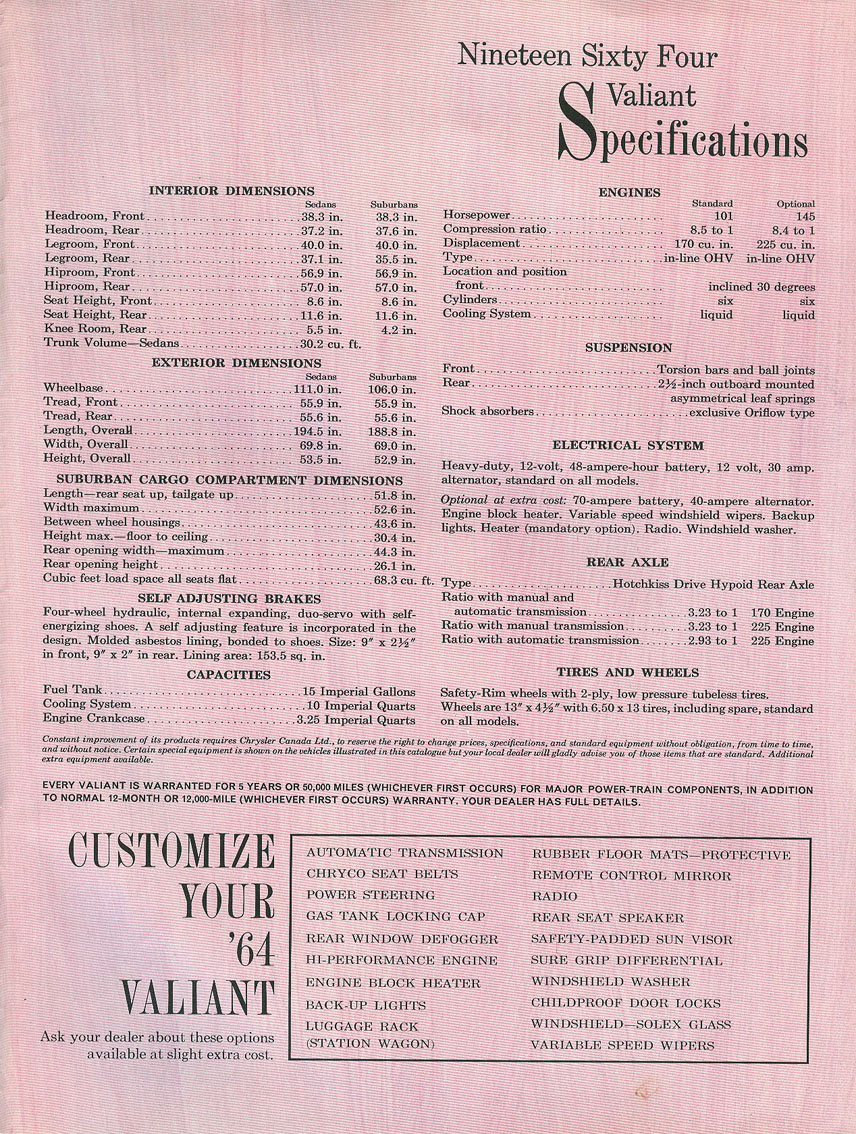 Nineteen Sixty Four
Valiant
Specifications
INTERIOR DIMENSIONS
Sedans Suburbans
Headroom, Front 38.3 in. 38.3 in.
Headroom, Rear 37.2 in. 37.6 in.
Legroom, Front 40.0 in. 40.0 in.
Legroom, Rear 37.1 in. 35.5 in.
Hiproom, Front 56.9 in. 56.9 in.
Hiproom, Rear 57.0 in. 57.0 in.
Seat Height, Front 8.6 in. 8.6 in.
Seat Height, Rear 11.6 in. 11.6 in.
Knee Room, Rear 5.5 in. 4.2 in.
Trunk Volume—Sedans 30.2 cu. ft.
EXTERIOR DIMENSIONS
Sedans Suburbans
Wheelbase 111.0 in. 106.0 in.
Tread, Front 55.9 in. 55.9 in.
Tread, Rear 55.6 in. 55.6 in.
Length, Overall 194.5 in. 188.8 in.
Width, Overall 69.8 in. 69.0 in.
Height, Overall 53.5 in. 52.9 in.
SUBURBAN CARGO COMPARTMENT DIMENSIONS
Length—rear seat up, tailgate up 51.8 in.
Width maximum 52.6 in.
Between wheel housings 43.6 in.
Height max.—floor to ceiling 30.4 in.
Rear opening width—maximum 44.3 in.
Rear opening height 26.1 in.
Cubic feet load space all seats flat 68.3 cu. ft.
SELF ADJUSTING BRAKES
Four-wheel hydraulic, internal expanding, duo-servo with self-
energizing shoes. A self adjusting feature is incorporated in the
design. Molded asbestos lining, bonded to shoes. Size: 9″ x 2½″
in front, 9″ x 2″ in rear. Lining area: 153.5 sq. in.
CAPACITIES
Fuel Tank 15 Imperial Gallons
Cooling System 10 Imperial Quarts
Engine Crankcase 3.25 Imperial Quarts
ENGINES
Standard Optional
Horsepower 101 145
Compression ratio 8.5 to 1 8.4 to 1
Displacement 170 cu. in. 225 cu. in.
Type in-line OHV in-line OHV
Location and position
front inclined 30 degrees
Cylinders six six
Cooling System liquid liquid
SUSPENSION
Front Torsion bars and ball joints
Rear 2½-inch outboard mounted
asymmetrical leaf springs
Shock absorbers exclusive Oriflow type
ELECTRICAL SYSTEM
Heavy-duty, 12-volt, 48-ampere-hour battery, 12 volt, 30 amp.
alternator, standard on all models.
Optional at extra cost: 70-ampere battery, 40-ampere alternator.
Engine block heater. Variable speed windshield wipers. Backup
lights. Heater (mandatory option). Radio. Windshield washer.
REAR AXLE
Type Hotchkiss Drive Hypoid Rear Axle
Ratio with manual and
automatic transmission 3.23 to 1 170 Engine
Ratio with manual transmission 3.23 to 1 225 Engine
Ratio with automatic transmission 2.93 to 1 225 Engine
TIRES AND WHEELS
Safety-Rim wheels with 2-ply, low pressure tubeless tires.
Wheels are 13″ x 4½″ with 6.50 x 13 tires, including spare, standard
on all models.
Constant improvement of its products requires Chrysler Canada Ltd., to reserve the right to change prices, specifications, and standard equipment without obligation, from time to time,
and without notice. Certain special equipment is shown on the vehicles illustrated in this catalogue but your local dealer will gladly advise you of those items that are standard. Additional
extra equipment available.
EVERY VALIANT IS WARRANTED FOR 5 YEARS OR 50,000 MILES (WHICHEVER FIRST OCCURS) FOR MAJOR POWER-TRAIN COMPONENTS, IN ADDITION
TO NORMAL 12-MONTH OR 12,000-MILE (WHICHEVER FIRST OCCURS) WARRANTY. YOUR DEALER HAS FULL DETAILS.
CUSTOMIZE
YOUR
'64
VALIANT
Ask your dealer about these options
available at slight extra cost.
AUTOMATIC TRANSMISSION
CHRYCO SEAT BELTS
POWER STEERING
GAS TANK LOCKING CAP
REAR WINDOW DEFOGGER
HI-PERFORMANCE ENGINE
ENGINE BLOCK HEATER
BACK-UP LIGHTS
LUGGAGE RACK
(STATION WAGON)
RUBBER FLOOR MATS—PROTECTIVE
REMOTE CONTROL MIRROR
RADIO
REAR SEAT SPEAKER
SAFETY-PADDED SUN VISOR
SURE GRIP DIFFERENTIAL
WINDSHIELD WASHER
CHILDPROOF DOOR LOCKS
WINDSHIELD—SOLEX GLASS
VARIABLE SPEED WIPERS